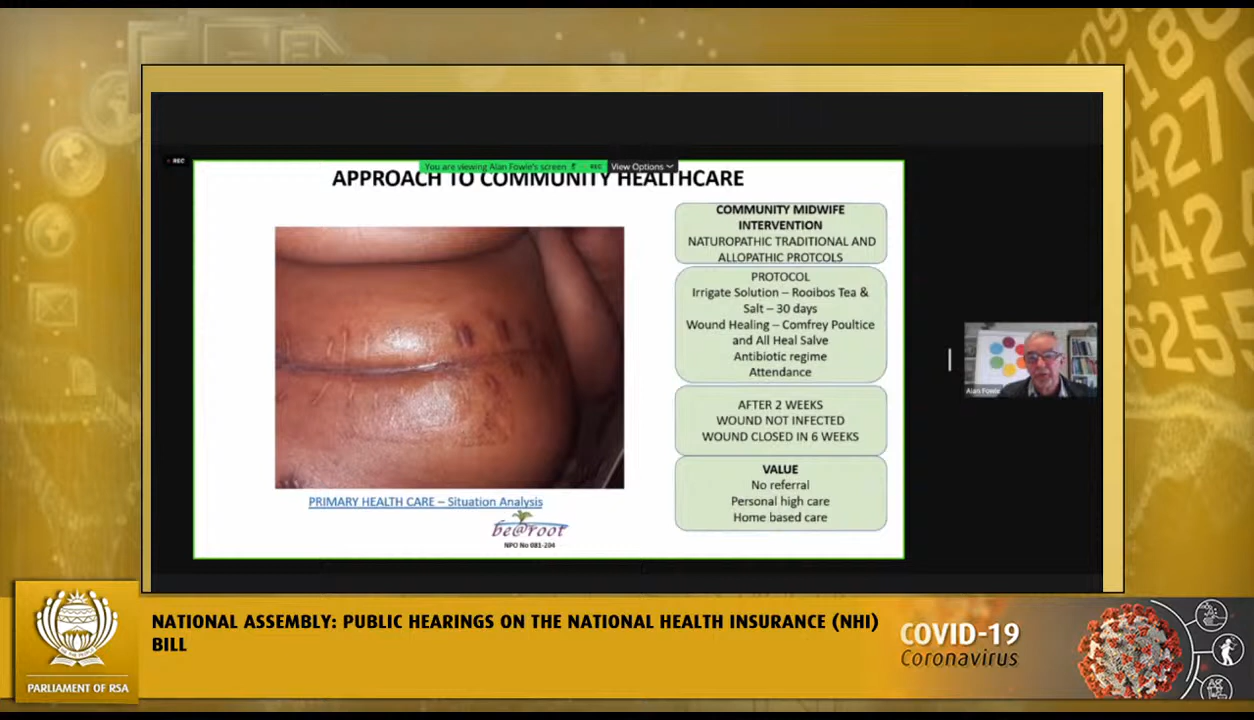 REC
You are viewing Alan Fowle's screen
REC
View Options
APPROACH TO COMMUNITY HEALTHCARE
COMMUNITY MIDWIFE
INTERVENTION
NATUROPATHIC TRADITIONAL AND
ALLOPATHIC PROTCOLS
PROTOCOL
Irrigate Solution – Rooibos Tea &
Salt – 30 days
Wound Healing – Comfrey Poultice
and All Heal Salve
Antibiotic regime
Attendance
AFTER 2 WEEKS
WOUND NOT INFECTED
WOUND CLOSED IN 6 WEEKS
VALUE
No referral
Personal high care
Home based care
PRIMARY HEALTH CARE – Situation Analysis
be@root
NPO No 081-204
Alan Fowle
NATIONAL ASSEMBLY: PUBLIC HEARINGS ON THE NATIONAL HEALTH INSURANCE (NHI)
BILL
COVID-19
Coronavirus
PARLIAMENT OF RSA
6255